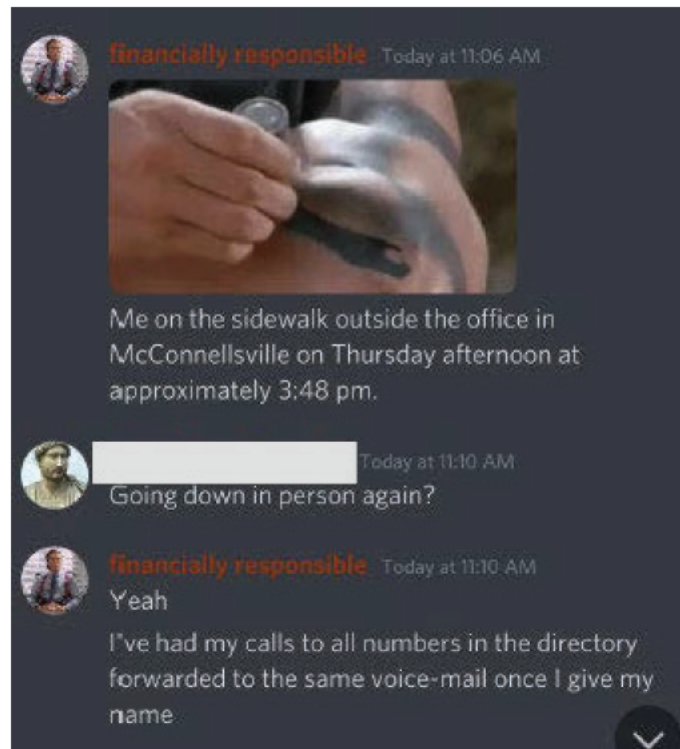 financially responsible Today at 11:06 AM
Me on the sidewalk outside the office in
McConnellsville on Thursday afternoon at
approximately 3:48 pm.
Today at 11:10 AM
Going down in person again?
financially responsible Today at 11:10 AM
Yeah
I've had my calls to all numbers in the directory
forwarded to the same voice-mail once I give my
name